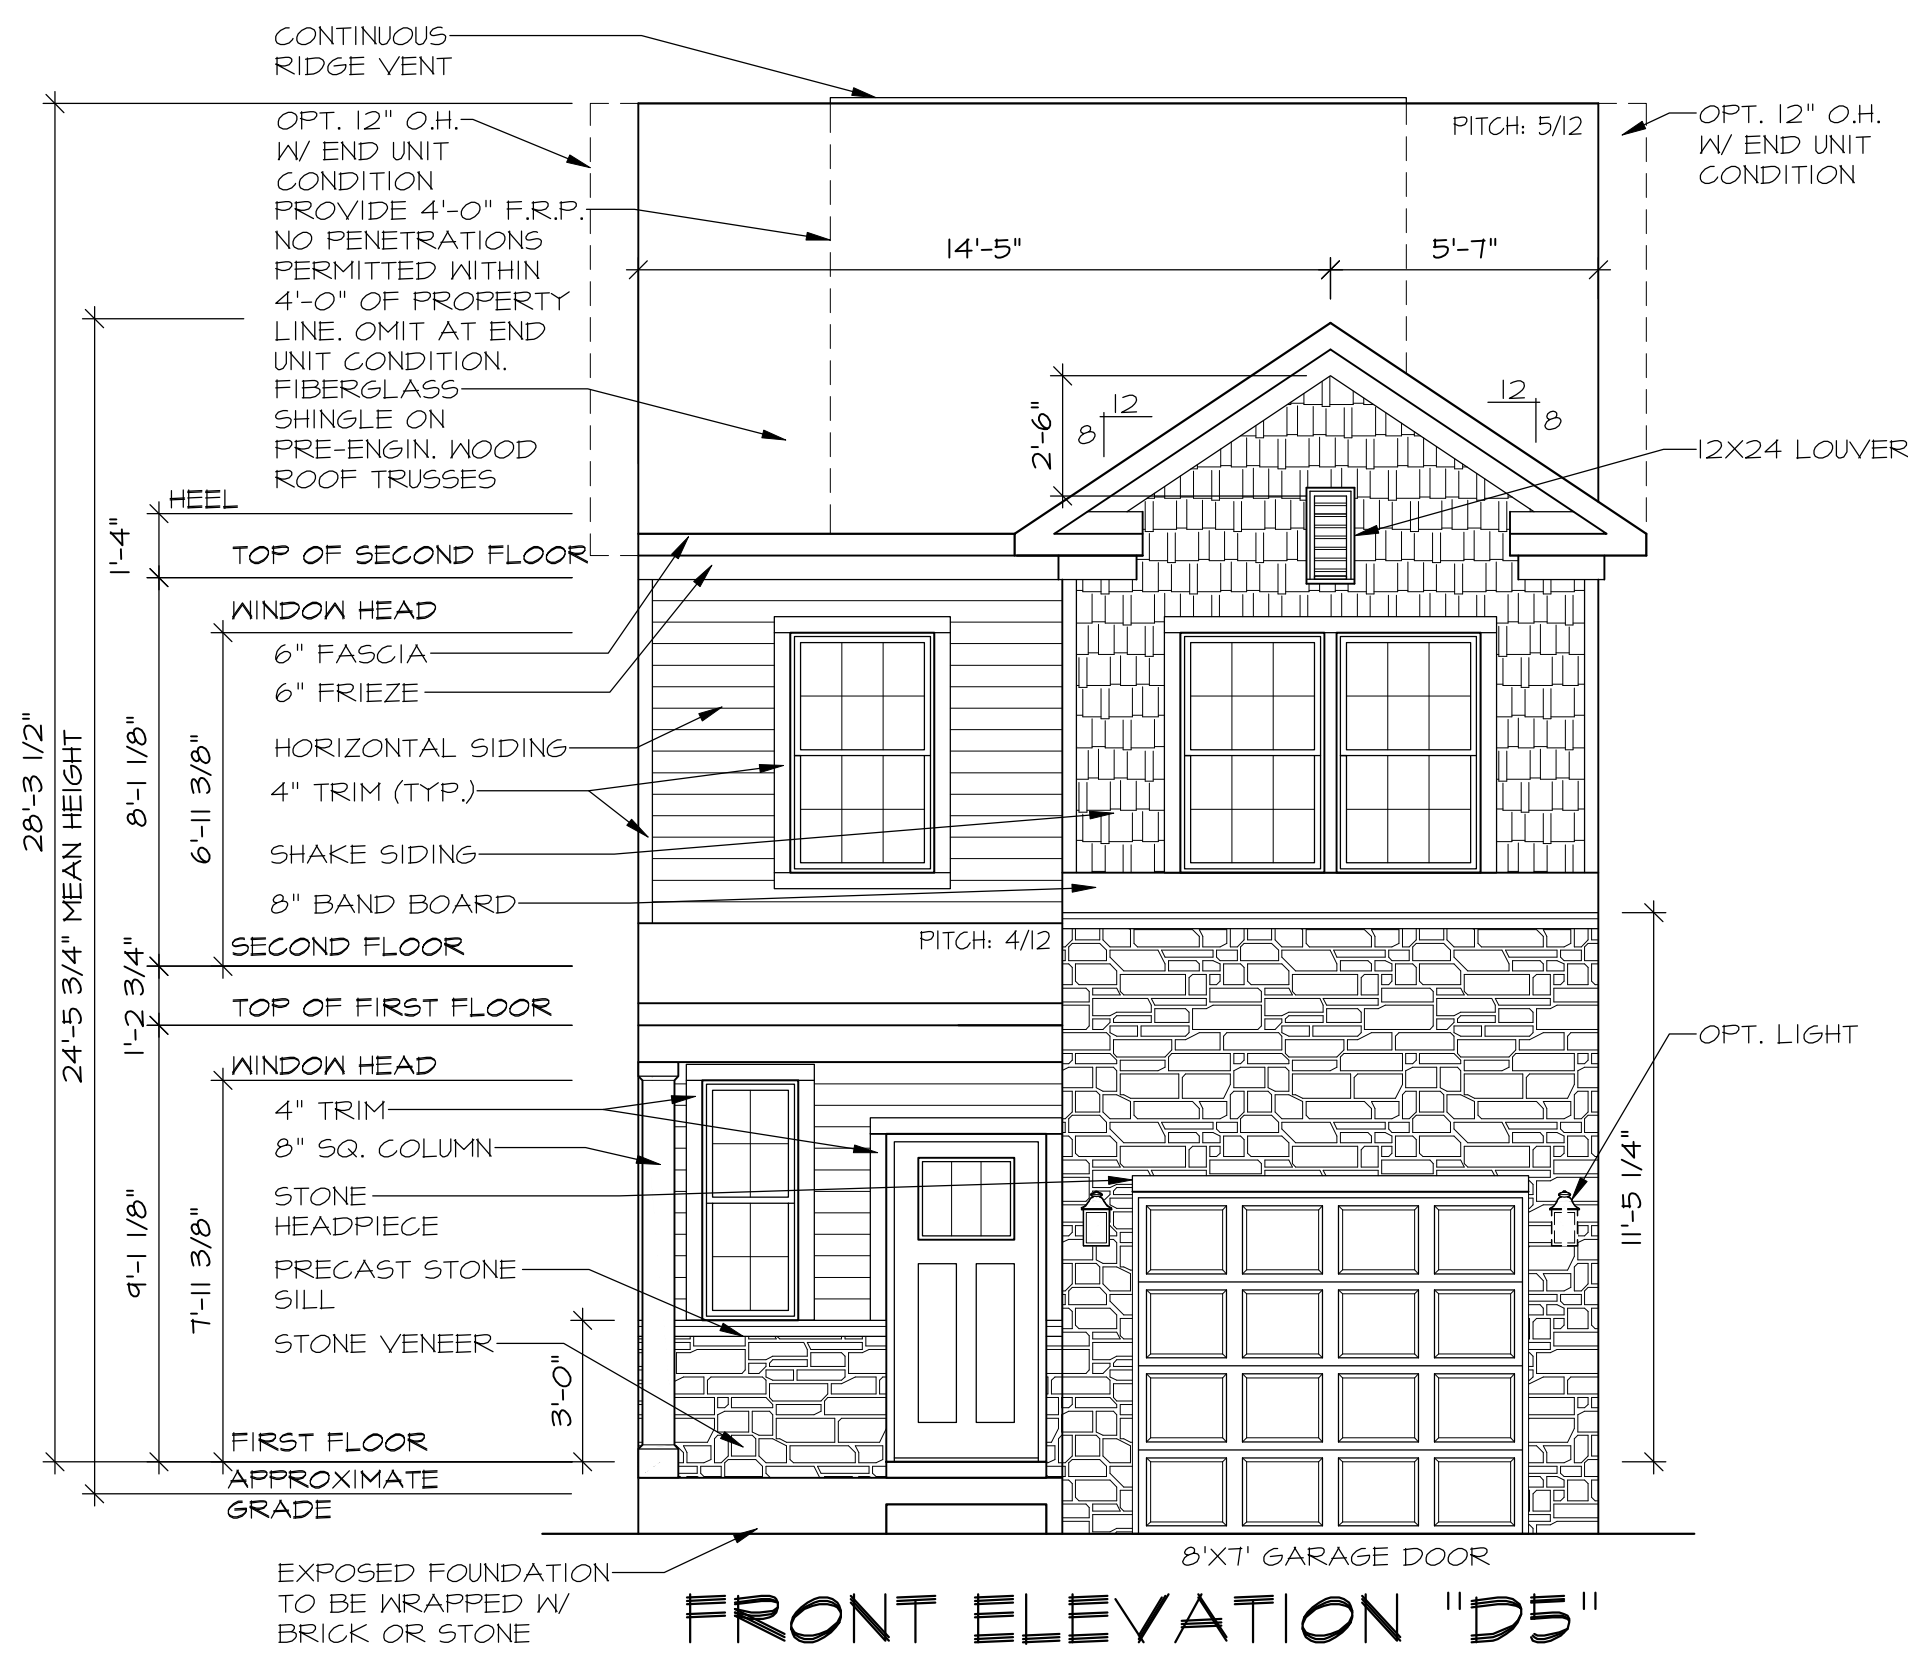 CONTINUOUS
RIDGE VENT
OPT. 12" O.H.
W/ END UNIT
CONDITION
PROVIDE 4'-0" F.R.P.
NO PENETRATIONS
PERMITTED WITHIN
4'-0" OF PROPERTY
LINE. OMIT AT END
UNIT CONDITION.
FIBERGLASS
SHINGLE ON
PRE-ENGIN. WOOD
ROOF TRUSSES
HEEL
TOP OF SECOND FLOOR
WINDOW HEAD
6" FASCIA
6" FRIEZE
HORIZONTAL SIDING
4" TRIM (TYP.)
SHAKE SIDING
8" BAND BOARD
SECOND FLOOR
TOP OF FIRST FLOOR
WINDOW HEAD
4" TRIM
8" SQ. COLUMN
STONE
HEADPIECE
PRECAST STONE
SILL
STONE VENEER
FIRST FLOOR
APPROXIMATE
GRADE
EXPOSED FOUNDATION
TO BE WRAPPED W/
BRICK OR STONE
28'-3 1/2"
24'-5 3/4" MEAN HEIGHT
1'-4"
8'-1 1/8"
6'-11 3/8"
1'-2 3/4"
9'-1 1/8"
7'-11 3/8"
3'-0"
PITCH: 5/12
14'-5"
5'-7"
2'-6"
12
8
12
8
PITCH: 4/12
OPT. 12" O.H.
W/ END UNIT
CONDITION
12X24 LOUVER
OPT. LIGHT
11'-5 1/4"
8'X7' GARAGE DOOR
FRONT ELEVATION "D5"